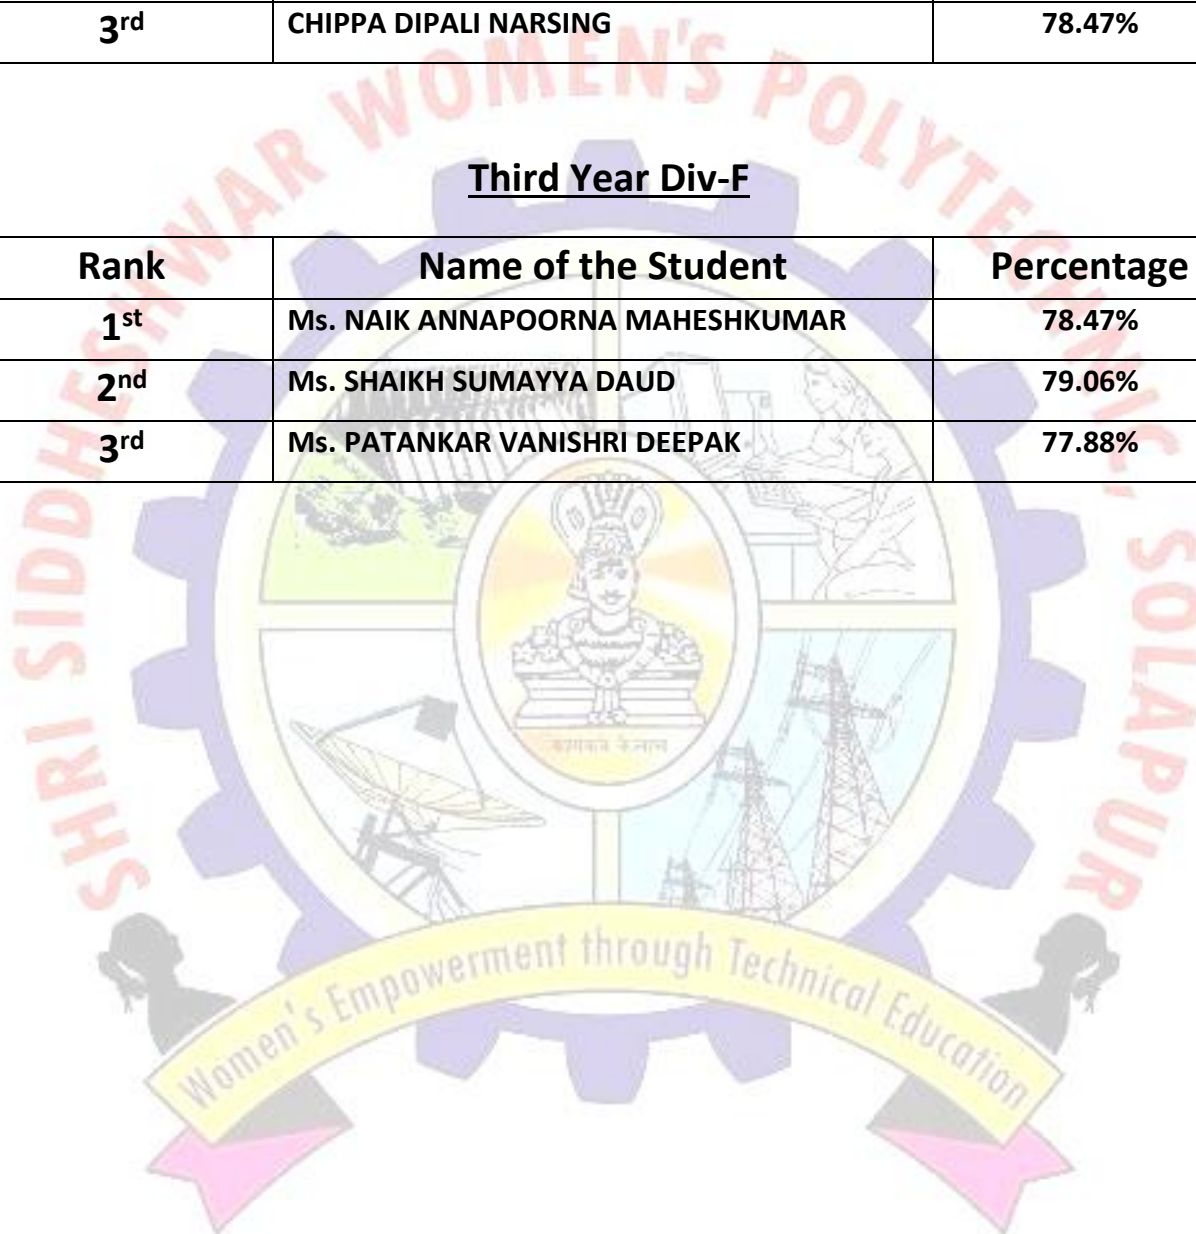 3rd CHIPPA DIPALI NARSING 78.47%
Third Year Div-F
Rank Name of the Student Percentage
1st Ms. NAIK ANNAPOORNA MAHESHKUMAR 78.47%
2nd Ms. SHAIKH SUMAYYA DAUD 79.06%
3rd Ms. PATANKAR VANISHRI DEEPAK 77.88%
SHRI SIDDHESHWAR WOMEN'S POLYTECHNIC, SOLAPUR
Women's Empowerment through Technical Education